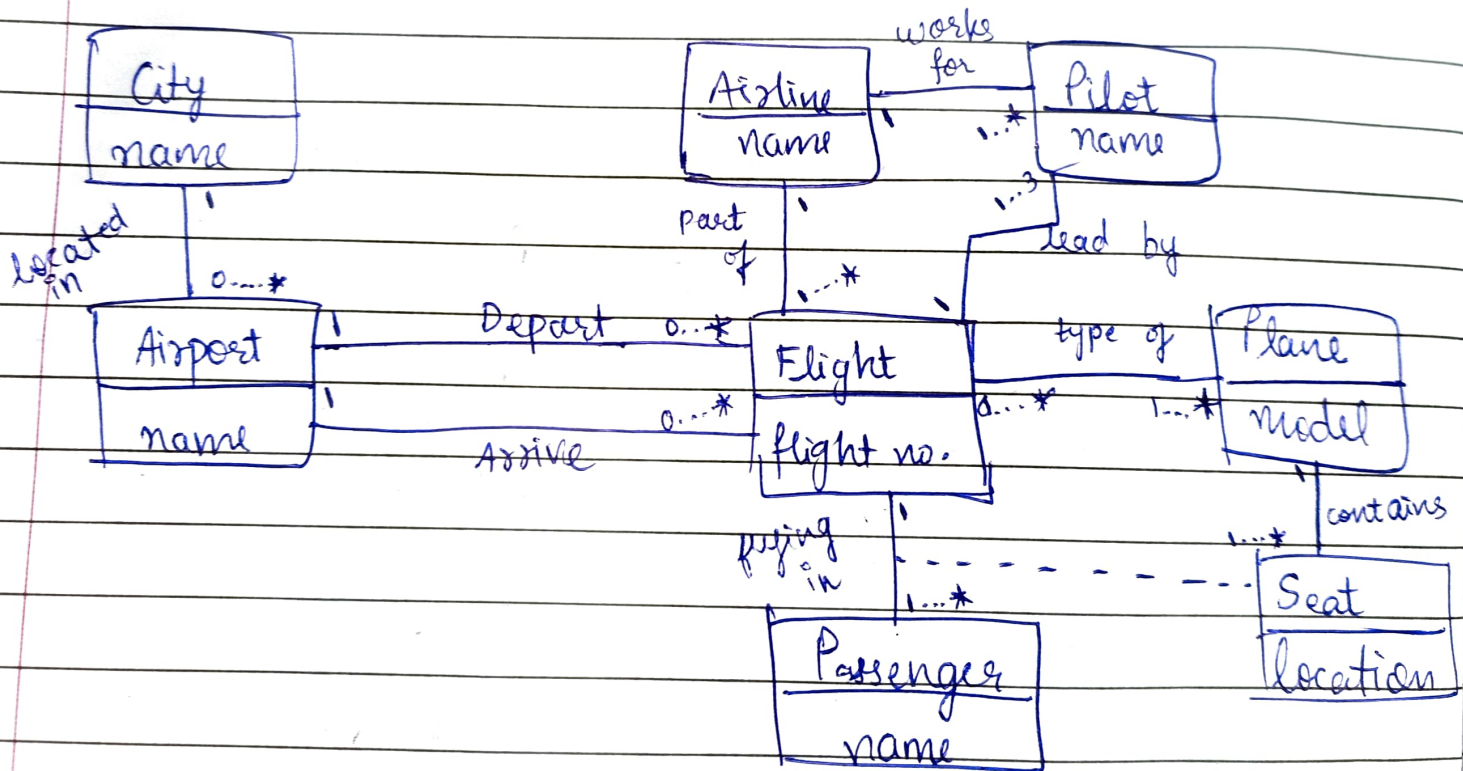 City
name
1
located
in
0....*
Airport
name
1
Depart
0..*
1
Arrive
0...*
Airline
name
works
for
1
1..*
Pilot
name
part
of
1
1...*
1..3
lead by
1
Flight
flight no.
type of
0...*
1...*
Plane
Model
1
contains
1...*
Seat
location
flying
in
1
1...*
Passenger
name